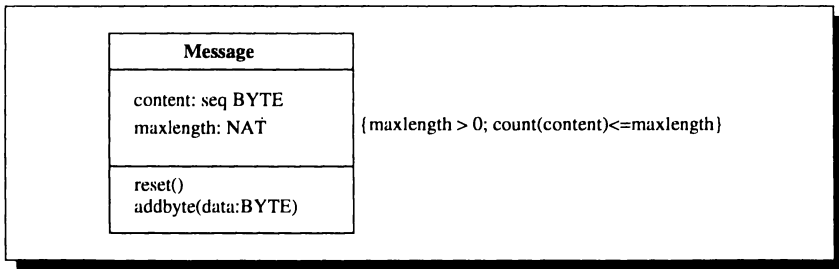 Message
content: seq BYTE
maxlength: NAT
{maxlength > 0; count(content)<=maxlength}
reset()
addbyte(data:BYTE)